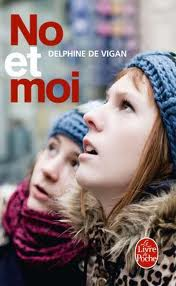 No
et DELPHINE DE VIGAN
moi
Le
Livre
de
Poche